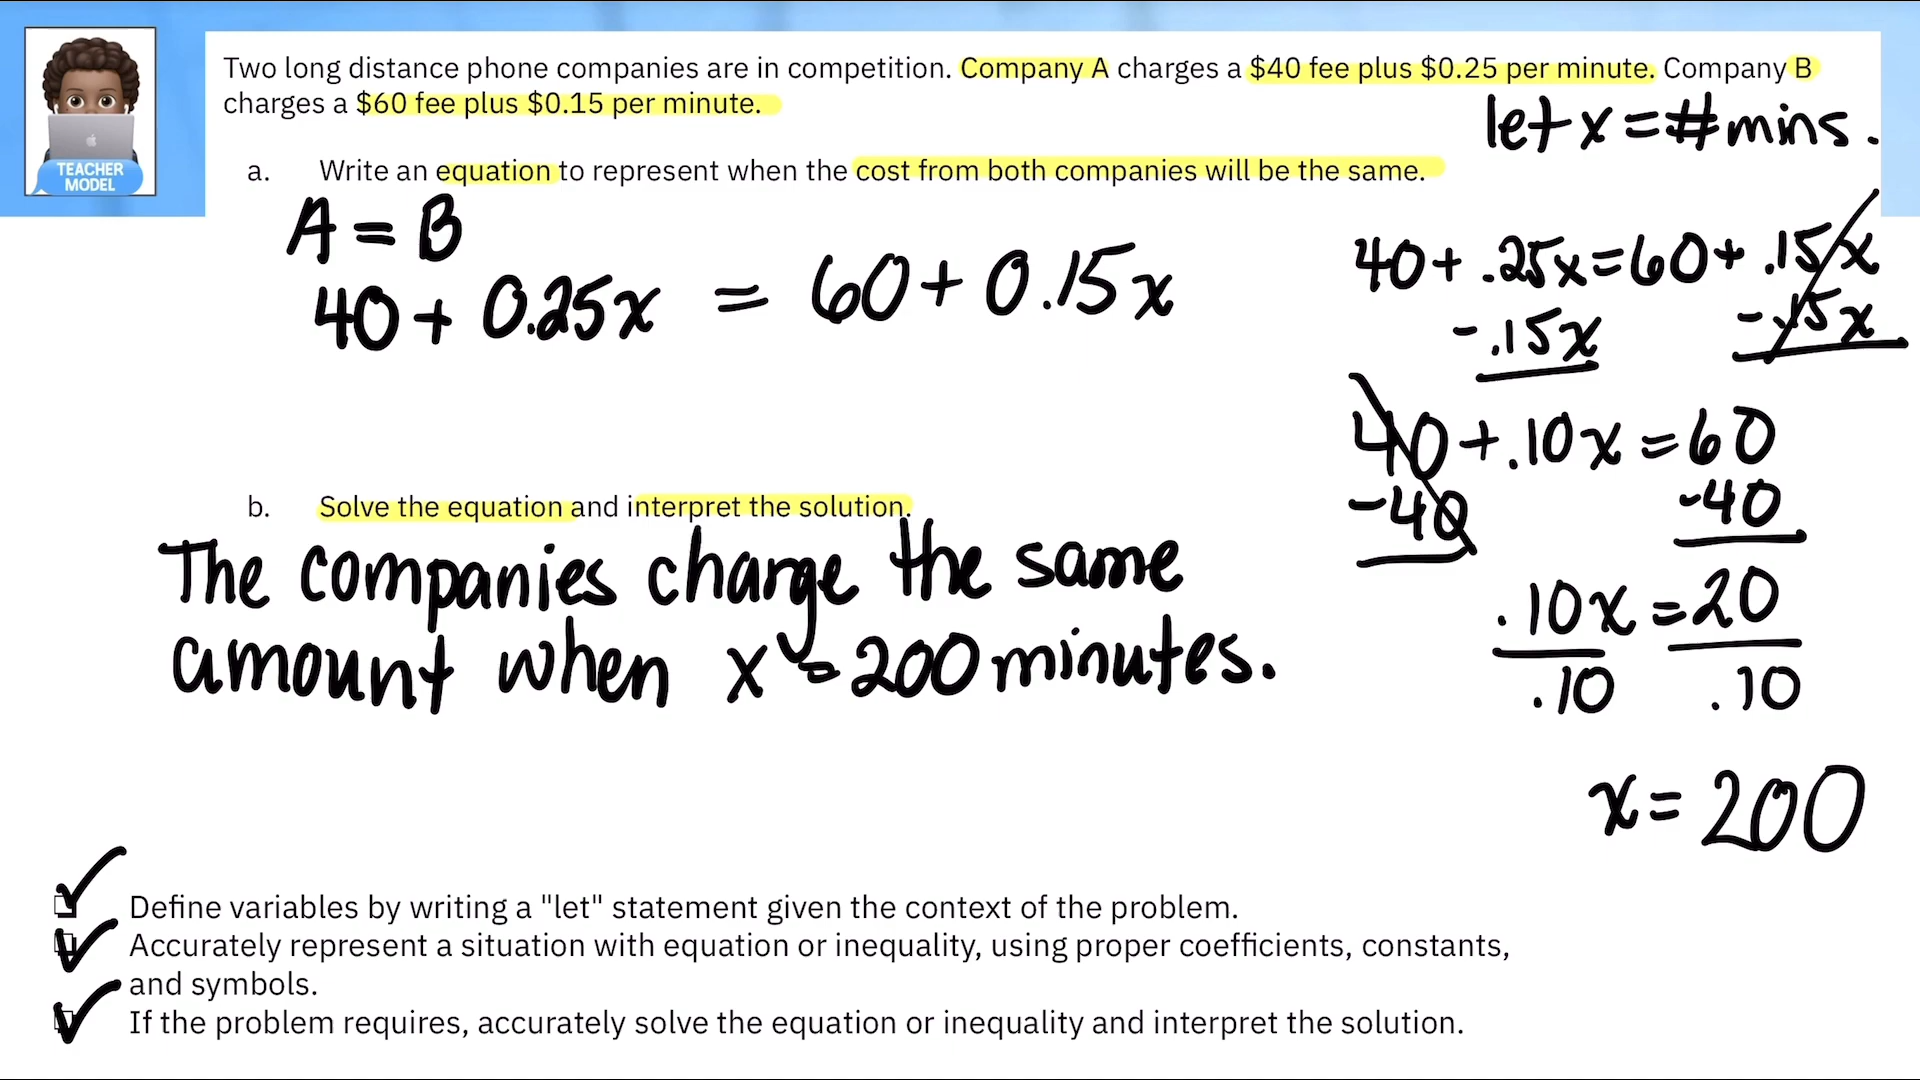 TEACHER
MODEL
Two long distance phone companies are in competition. Company A charges a $40 fee plus $0.25 per minute. Company B
charges a $60 fee plus $0.15 per minute.
let x = # mins.
a. Write an equation to represent when the cost from both companies will be the same.
A = B
40 + 0.25x = 60 + 0.15x
40 + .25x = 60 + .15x
- .15x - .15x
40 + .10x = 60
-40 -40
.10x = 20
.10 .10
x = 200
b. Solve the equation and interpret the solution.
The companies charge the same
amount when x = 200 minutes.
Define variables by writing a "let" statement given the context of the problem.
Accurately represent a situation with equation or inequality, using proper coefficients, constants,
and symbols.
If the problem requires, accurately solve the equation or inequality and interpret the solution.